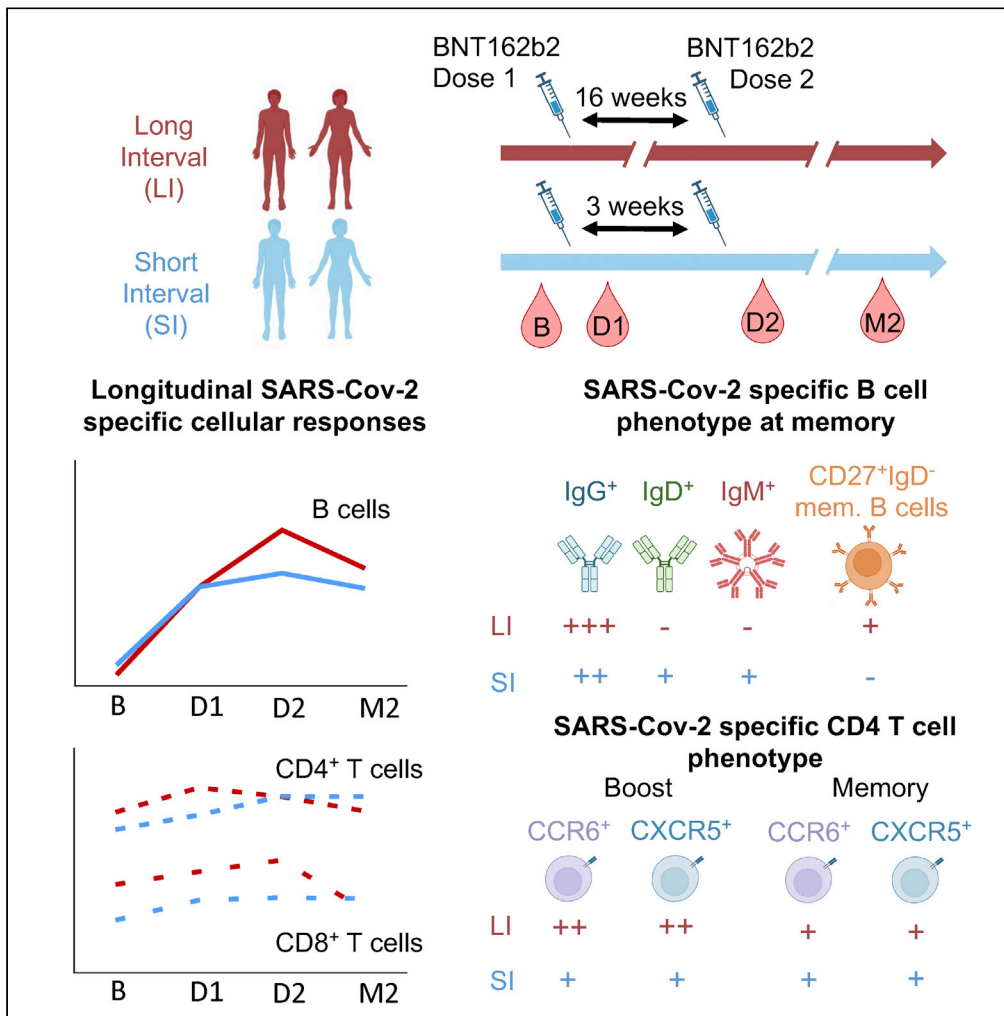 BNT162b2
Dose 1
BNT162b2
Dose 2
16 weeks
Long
Interval
(LI)
3 weeks
Short
Interval
(SI)
B
D1
D2
M2
Longitudinal SARS-Cov-2
specific cellular responses
B cells
B
D1
D2
M2
CD4+ T cells
CD8+ T cells
B
D1
D2
M2
SARS-Cov-2 specific B cell
phenotype at memory
IgG+
IgD+
IgM+
CD27+IgD-
mem. B cells
LI +++ - - +
SI ++ + + -
SARS-Cov-2 specific CD4 T cell
phenotype
Boost
Memory
CCR6+ CXCR5+ CCR6+ CXCR5+
LI ++ ++ + +
SI + + + +